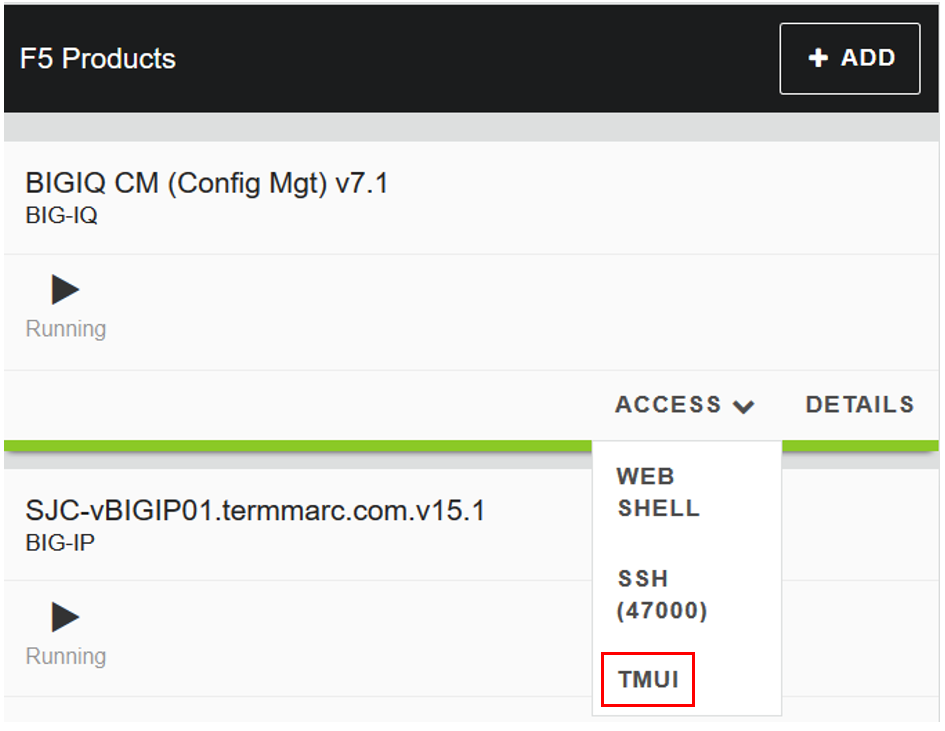 F5 Products
+ ADD
BIGIQ CM (Config Mgt) v7.1
BIG-IQ
Running
ACCESS
DETAILS
WEB
SHELL
SSH
(47000)
TMUI
SJC-vBIGIP01.termmarc.com.v15.1
BIG-IP
Running